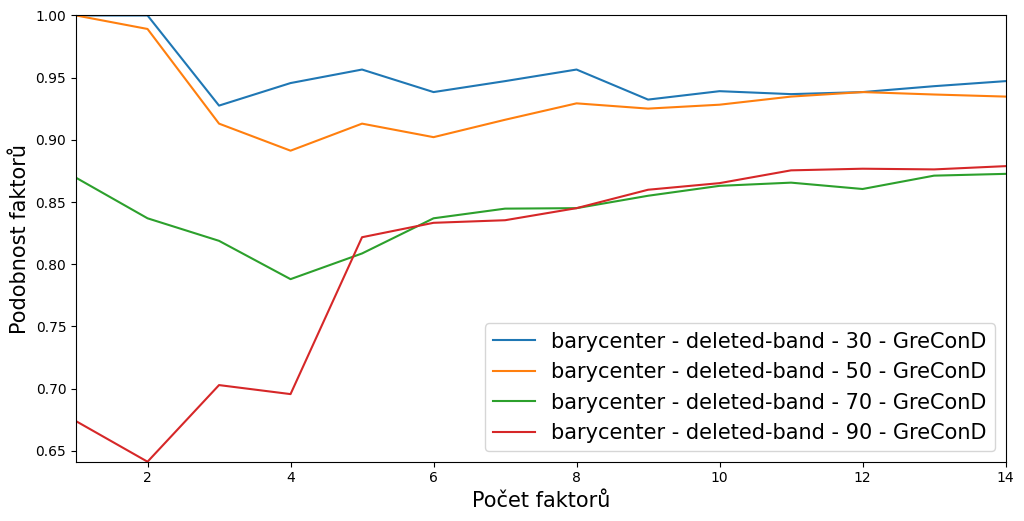 1.00
0.95
0.90
0.85
0.80
0.75
0.70
0.65
Podobnost faktorů
barycenter - deleted-band - 30 - GreConD
barycenter - deleted-band - 50 - GreConD
barycenter - deleted-band - 70 - GreConD
barycenter - deleted-band - 90 - GreConD
2 4 6 8 10 12 14
Počet faktorů